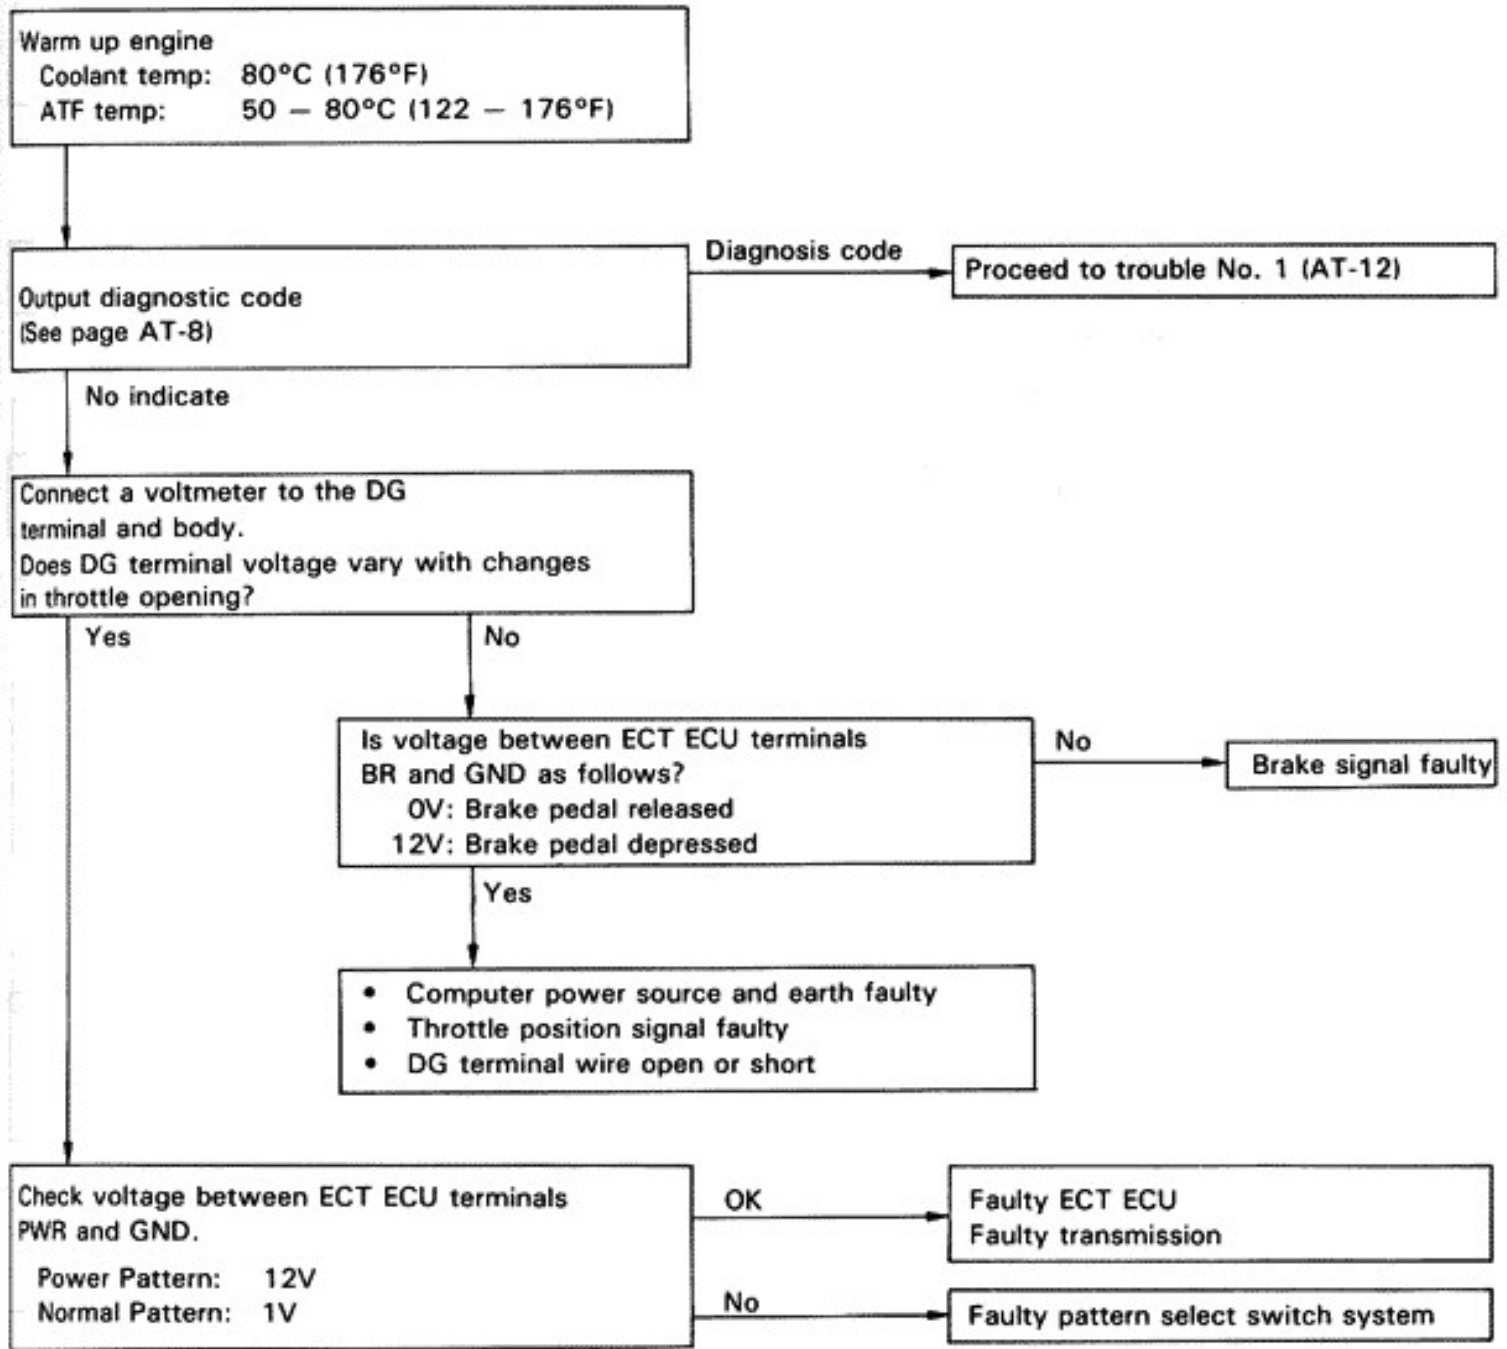 Warm up engine
Coolant temp: 80°C (176°F)
ATF temp: 50 — 80°C (122 — 176°F)
Output diagnostic code
(See page AT-8)
Diagnosis code
Proceed to trouble No. 1 (AT-12)
No indicate
Connect a voltmeter to the DG
terminal and body.
Does DG terminal voltage vary with changes
in throttle opening?
Yes
No
Is voltage between ECT ECU terminals
BR and GND as follows?
0V: Brake pedal released
12V: Brake pedal depressed
No
Brake signal faulty
Yes
• Computer power source and earth faulty
• Throttle position signal faulty
• DG terminal wire open or short
Check voltage between ECT ECU terminals
PWR and GND.
Power Pattern: 12V
Normal Pattern: 1V
OK
Faulty ECT ECU
Faulty transmission
No
Faulty pattern select switch system